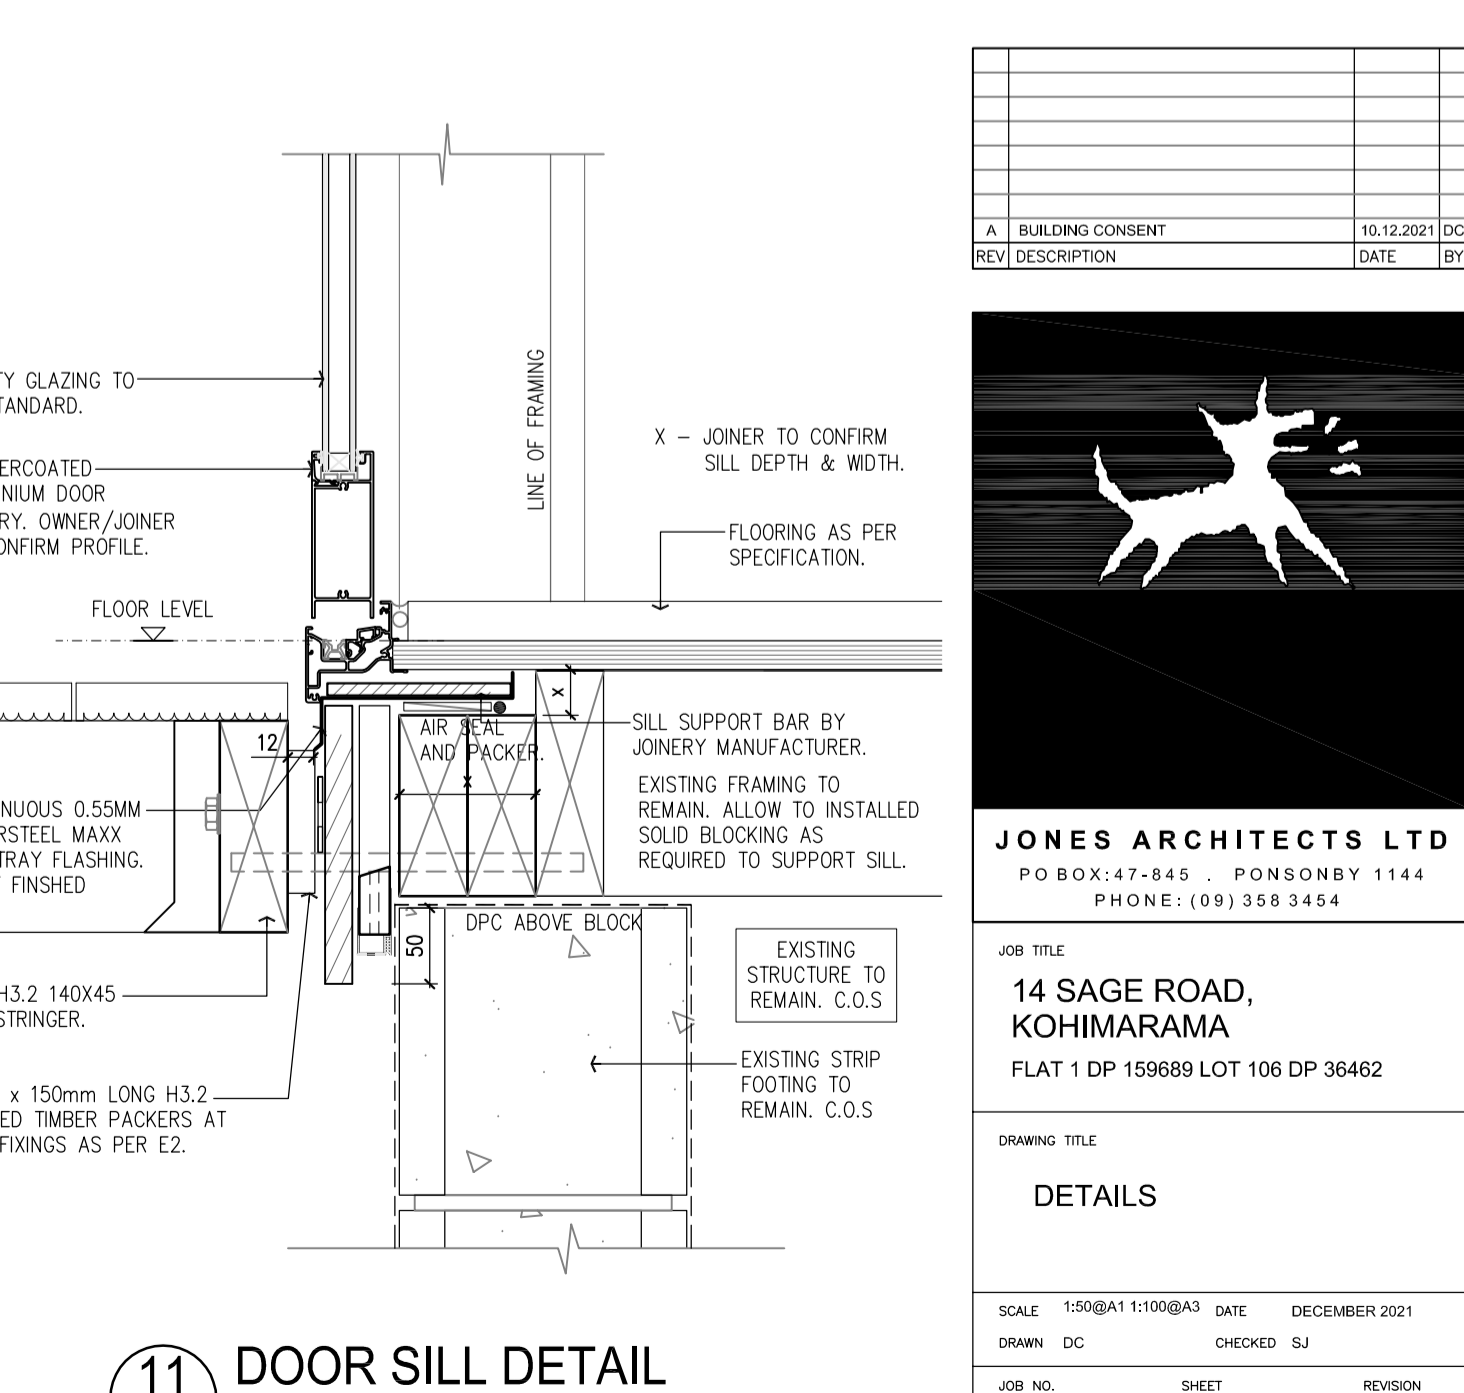 TY GLAZING TO
TANDARD.
ERCOATED
NIUM DOOR
RY. OWNER/JOINER
ONFIRM PROFILE.
FLOOR LEVEL
LINE OF FRAMING
X – JOINER TO CONFIRM
SILL DEPTH & WIDTH.
FLOORING AS PER
SPECIFICATION.
X
12
AIR SEAL
AND PACKER.
X
SILL SUPPORT BAR BY
JOINERY MANUFACTURER.
EXISTING FRAMING TO
REMAIN. ALLOW TO INSTALLED
SOLID BLOCKING AS
REQUIRED TO SUPPORT SILL.
NUOUS 0.55MM
RSTEEL MAXX
TRAY FLASHING.
FINSHED
DPC ABOVE BLOCK
50
EXISTING
STRUCTURE TO
REMAIN. C.O.S
H3.2 140X45
STRINGER.
EXISTING STRIP
FOOTING TO
REMAIN. C.O.S
x 150mm LONG H3.2
ED TIMBER PACKERS AT
FIXINGS AS PER E2.
11 DOOR SILL DETAIL
A BUILDING CONSENT 10.12.2021 DC
REV DESCRIPTION DATE BY
JONES ARCHITECTS LTD
PO BOX:47-845 . PONSONBY 1144
PHONE: (09) 358 3454
JOB TITLE
14 SAGE ROAD,
KOHIMARAMA
FLAT 1 DP 159689 LOT 106 DP 36462
DRAWING TITLE
DETAILS
SCALE 1:50@A1 1:100@A3 DATE DECEMBER 2021
DRAWN DC CHECKED SJ
JOB NO. SHEET REVISION